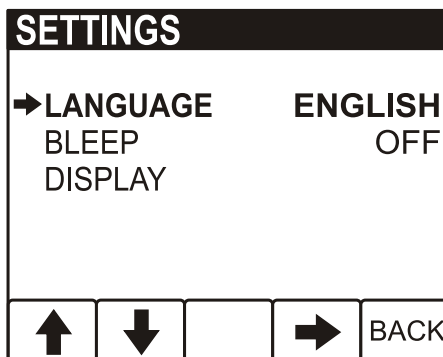 SETTINGS
LANGUAGE ENGLISH
BLEEP OFF
DISPLAY
BACK